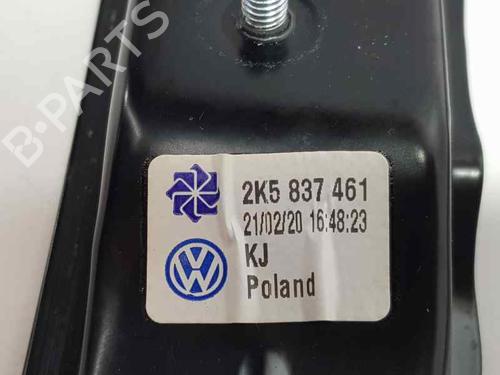 B-PARTS
2K5 837 461
21/02/20 16:48:23
KJ
Poland